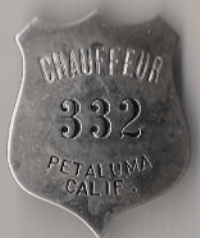 CHAUFFEUR
332
PETALUMA
CALIF.